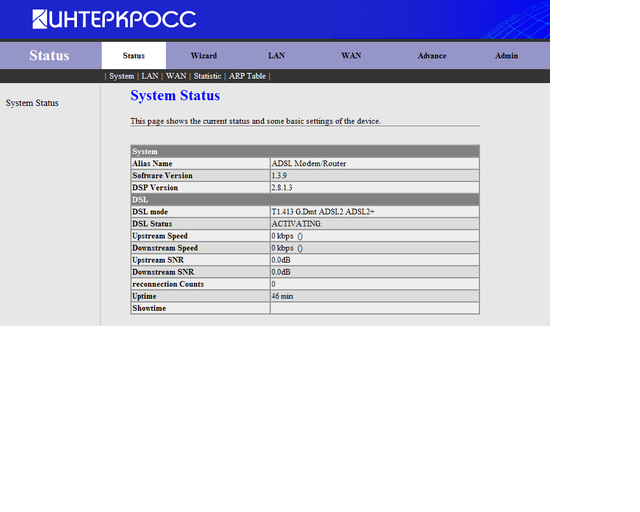 ИНТЕРКРОСС
Status
Status Wizard LAN WAN Advance Admin
| System | LAN | WAN | Statistic | ARP Table |
System Status
System Status
This page shows the current status and some basic settings of the device.
System
Alias Name ADSL Modem/Router
Software Version 1.3.9
DSP Version 2.8.1.3
DSL
DSL mode T1.413 G.Dmt ADSL2 ADSL2+
DSL Status ACTIVATING.
Upstream Speed 0 kbps ()
Downstream Speed 0 kbps ()
Upstream SNR 0.0dB
Downstream SNR 0.0dB
reconnection Counts 0
Uptime 46 min
Showtime